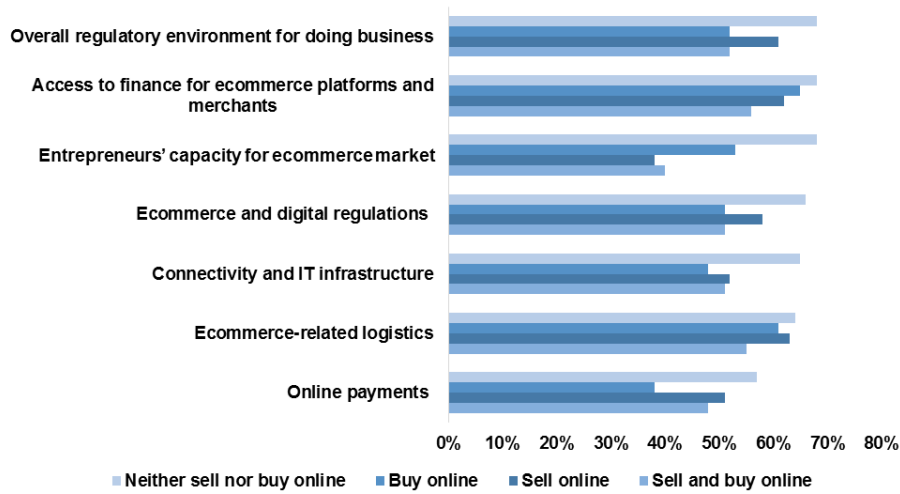 Overall regulatory environment for doing business
Access to finance for ecommerce platforms and
merchants
Entrepreneurs’ capacity for ecommerce market
Ecommerce and digital regulations
Connectivity and IT infrastructure
Ecommerce-related logistics
Online payments
0% 10% 20% 30% 40% 50% 60% 70% 80%
Neither sell nor buy online Buy online Sell online Sell and buy online